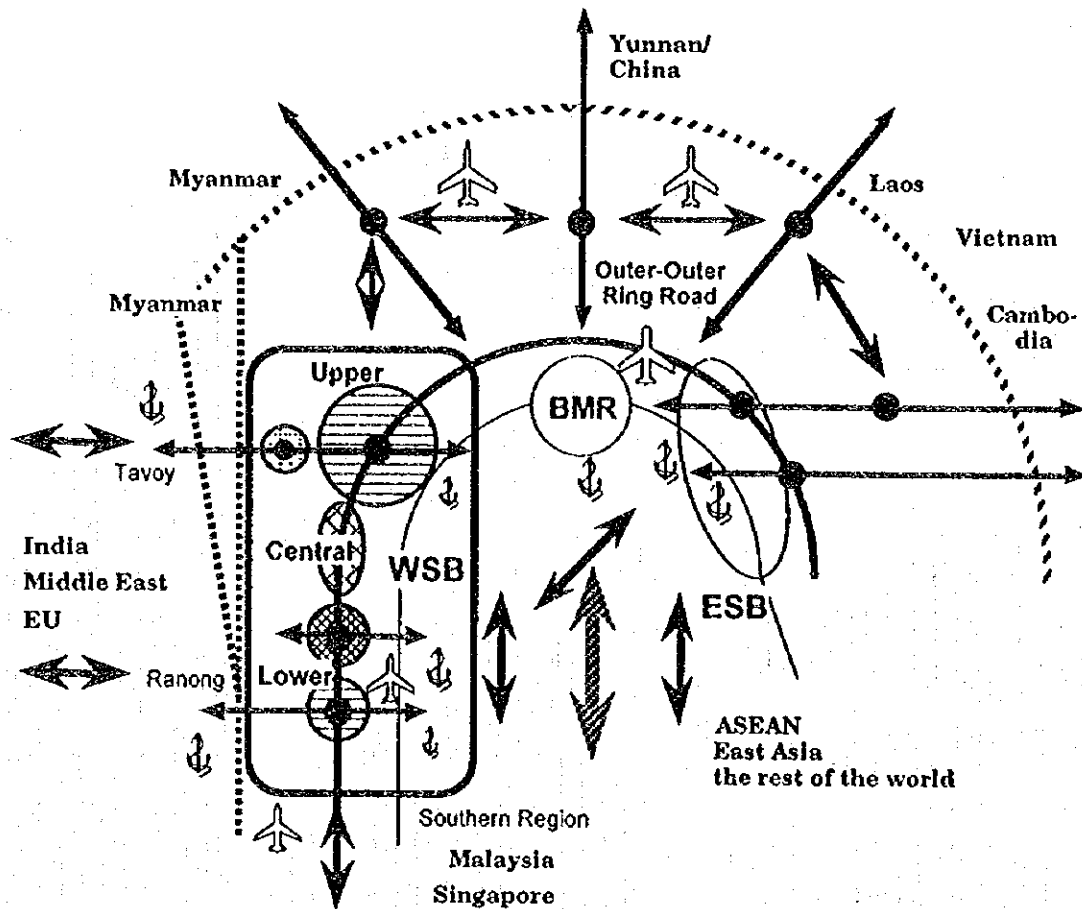 Yunnan/
China
Myanmar
Laos
Vietnam
Outer-Outer
Ring Road
Myanmar
Cambo-
dia
Upper
BMR
Tavoy
Central
WSB
India
Middle East
EU
ESB
Ranong
Lower
ASEAN
East Asia
the rest of the world
Southern Region
Malaysia
Singapore